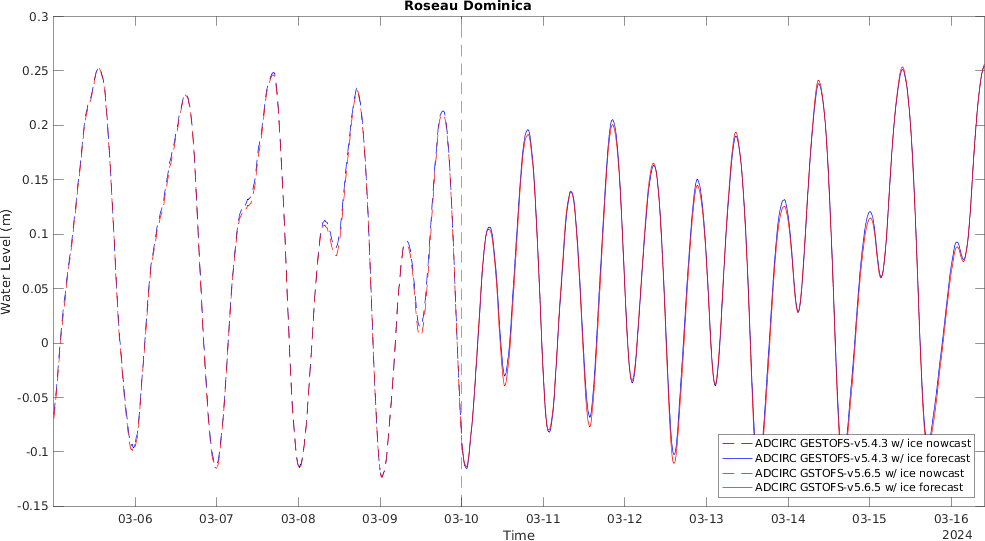 Roseau Dominica
0.3
0.25
0.2
0.15
0.1
0.05
0
-0.05
-0.1
-0.15
Water Level (m)
ADCIRC GESTOFS-v5.4.3 w/ ice nowcast
ADCIRC GESTOFS-v5.4.3 w/ ice forecast
ADCIRC GSTOFS-v5.6.5 w/ ice nowcast
ADCIRC GSTOFS-v5.6.5 w/ ice forecast
03-06 03-07 03-08 03-09 03-10 03-11 03-12 03-13 03-14 03-15 03-16
Time
2024